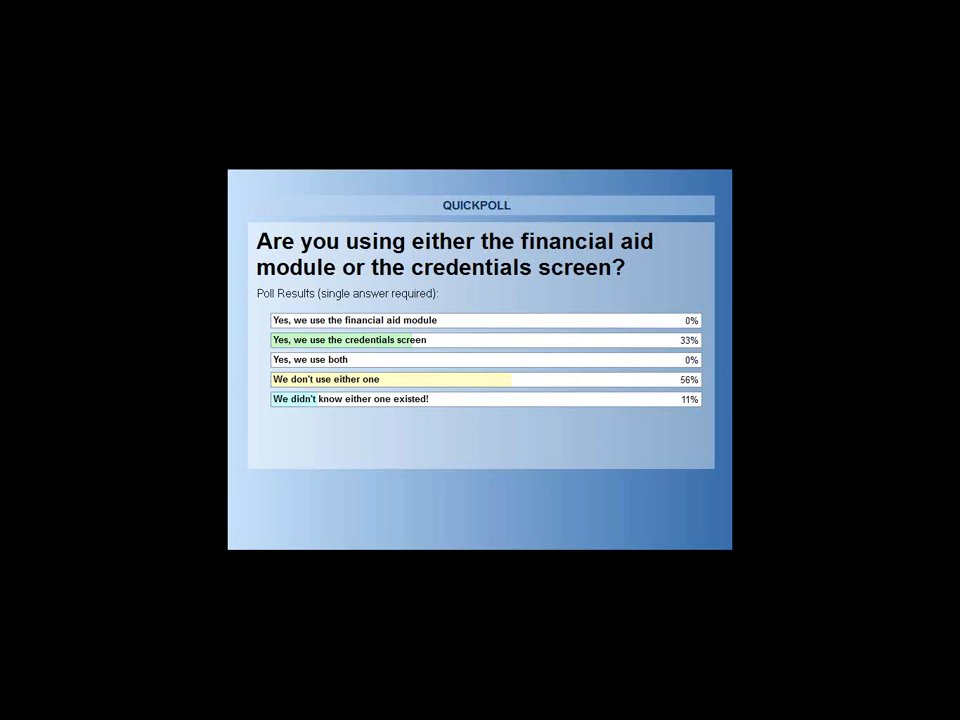 QUICKPOLL
Are you using either the financial aid
module or the credentials screen?
Poll Results (single answer required):
Yes, we use the financial aid module 0%
Yes, we use the credentials screen 33%
Yes, we use both 0%
We don't use either one 56%
We didn't know either one existed! 11%